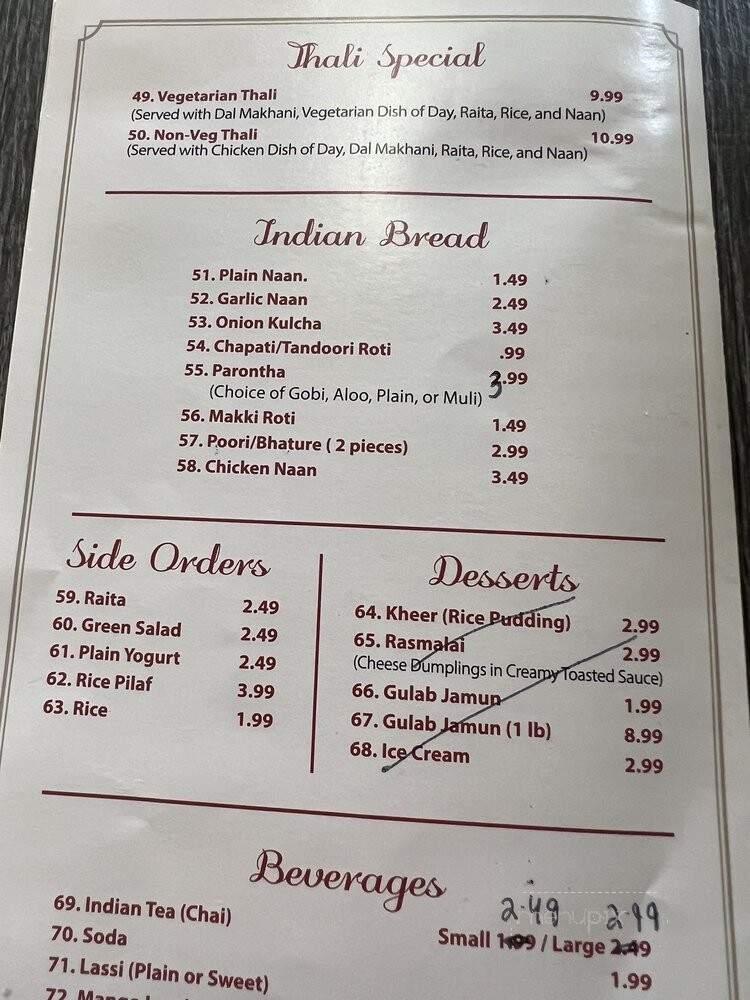 Thali Special
49. Vegetarian Thali 9.99
(Served with Dal Makhani, Vegetarian Dish of Day, Raita, Rice, and Naan)
50. Non-Veg Thali 10.99
(Served with Chicken Dish of Day, Dal Makhani, Raita, Rice, and Naan)
Indian Bread
51. Plain Naan. 1.49
52. Garlic Naan 2.49
53. Onion Kulcha 3.49
54. Chapati/Tandoori Roti .99
55. Parontha 3.99
(Choice of Gobi, Aloo, Plain, or Muli)
56. Makki Roti 1.49
57. Poori/Bhature ( 2 pieces) 2.99
58. Chicken Naan 3.49
Side Orders
59. Raita 2.49
60. Green Salad 2.49
61. Plain Yogurt 2.49
62. Rice Pilaf 3.99
63. Rice 1.99
Desserts
64. Kheer (Rice Pudding) 2.99
65. Rasmalai 2.99
(Cheese Dumplings in Creamy Toasted Sauce)
66. Gulab Jamun 1.99
67. Gulab Jamun (1 lb) 8.99
68. Ice Cream 2.99
Beverages
2.49 2.99
69. Indian Tea (Chai) Small 1.99 / Large 2.49
70. Soda 1.99
71. Lassi (Plain or Sweet)
72.